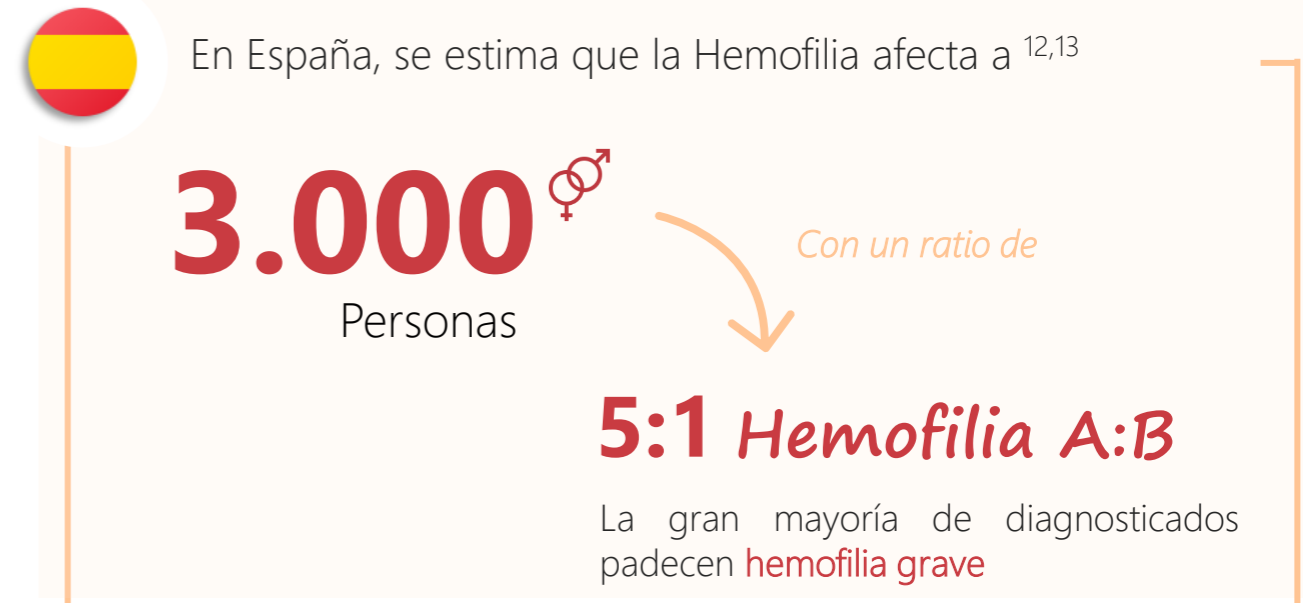 En España, se estima que la Hemofilia afecta a 12,13
3.000
Personas
Con un ratio de
5:1 Hemofilia A:B
La gran mayoría de diagnosticados
padecen hemofilia grave